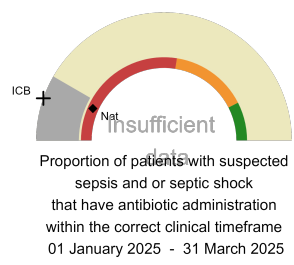 ICB
Nat
Insufficient
data
Proportion of patients with suspected
sepsis and or septic shock
that have antibiotic administration
within the correct clinical timeframe
01 January 2025 - 31 March 2025